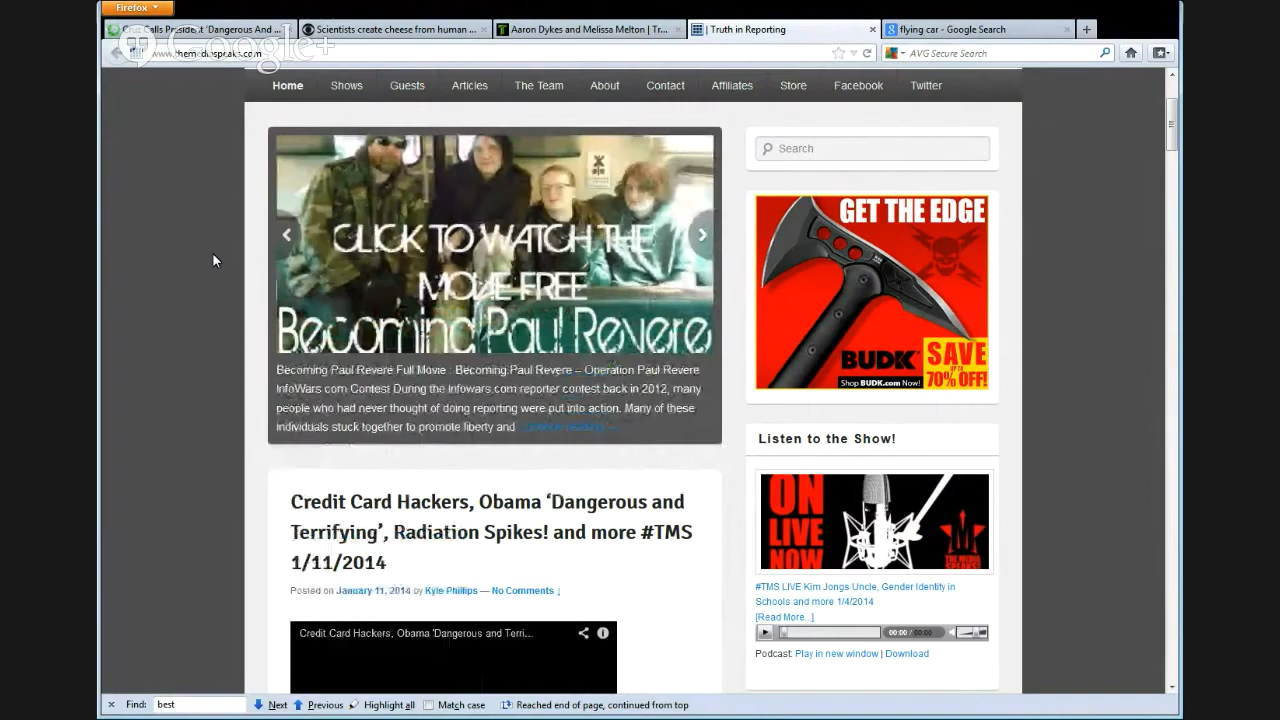 Firefox
Cruz Calls President 'Dangerous And ...
Scientists create cheese from human ...
Aaron Dykes and Melissa Melton | Tr...
| Truth in Reporting
flying car - Google Search
Google+
www.themediaspeaks.com
AVG Secure Search
Home
Shows
Guests
Articles
The Team
About
Contact
Affiliates
Store
Facebook
Twitter
CLICK TO WATCH THE
MOVIE FREE
Becoming Paul Revere
Becoming Paul Revere Full Movie : Becoming Paul Revere – Operation Paul Revere
InfoWars com Contest During the Infowars.com reporter contest back in 2012, many
people who had never thought of doing reporting were put into action. Many of these
individuals stuck together to promote liberty and
Credit Card Hackers, Obama ‘Dangerous and
Terrifying’, Radiation Spikes! and more #TMS
1/11/2014
Posted on January 11, 2014 by Kyle Phillips — No Comments ↓
Credit Card Hackers, Obama 'Dangerous and Terri...
Search
GET THE EDGE
BUDK
Shop BUDK.com Now!
SAVE
UP TO
70% OFF!
Listen to the Show!
ON
LIVE
NOW
THE MEDIA
SPEAKS!
#TMS LIVE Kim Jongs Uncle, Gender Identity in
Schools and more 1/4/2014
[Read More...]
00:00 / 00:00
Podcast: Play in new window | Download
Find: best
Next
Previous
Highlight all
Match case
Reached end of page, continued from top